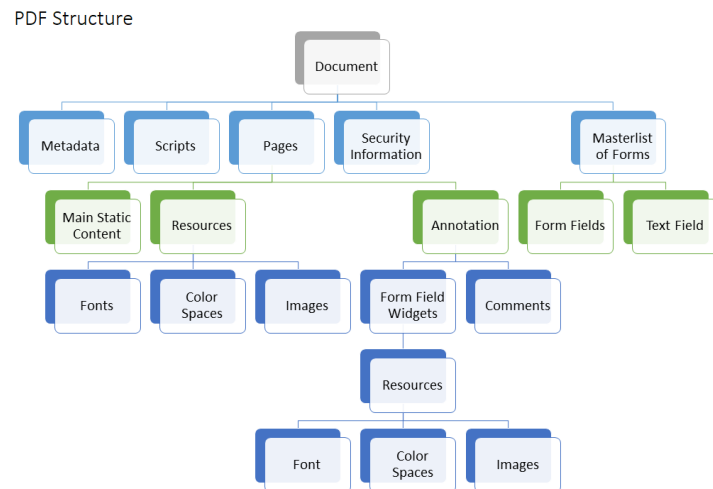 PDF Structure
Document
Metadata
Scripts
Pages
Security
Information
Masterlist
of Forms
Main Static
Content
Resources
Annotation
Form Fields
Text Field
Fonts
Color
Spaces
Images
Form Field
Widgets
Comments
Resources
Font
Color
Spaces
Images